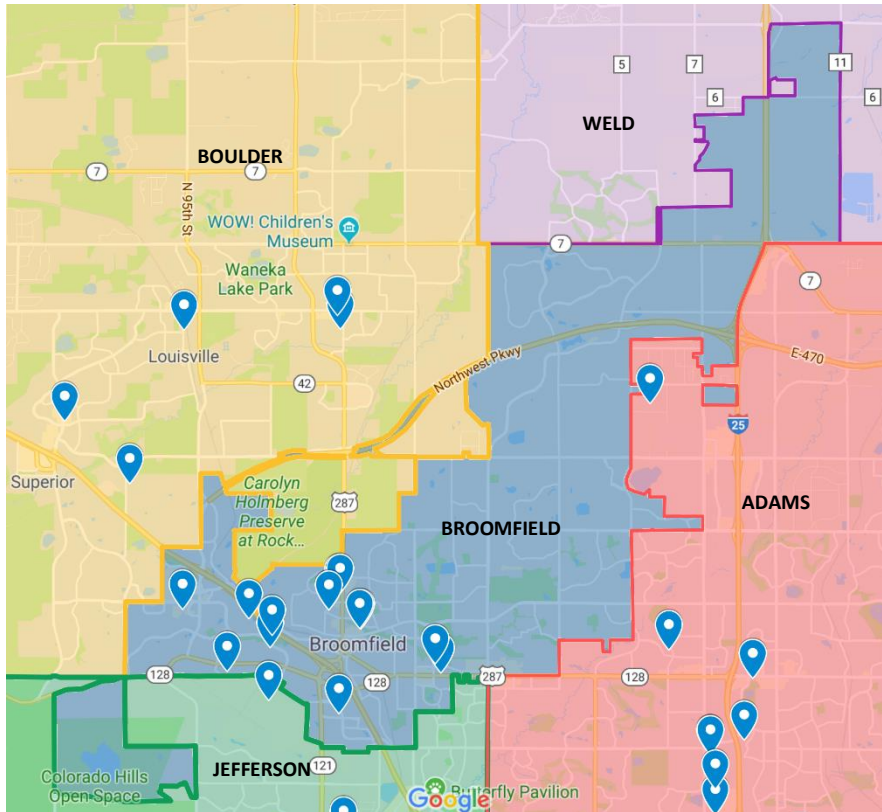 5
7
11
6
6
WELD
BOULDER
7
7
N 95th St
WOW! Children's
Museum
7
Waneka
Lake Park
7
Louisville
Northwest Pkwy
E-470
42
25
Superior
Carolyn
Holmberg
Preserve
at Rock...
287
ADAMS
BROOMFIELD
Broomfield
128
128
287
128
JEFFERSON
121
Colorado Hills
Open Space
Butterfly Pavilion
Google